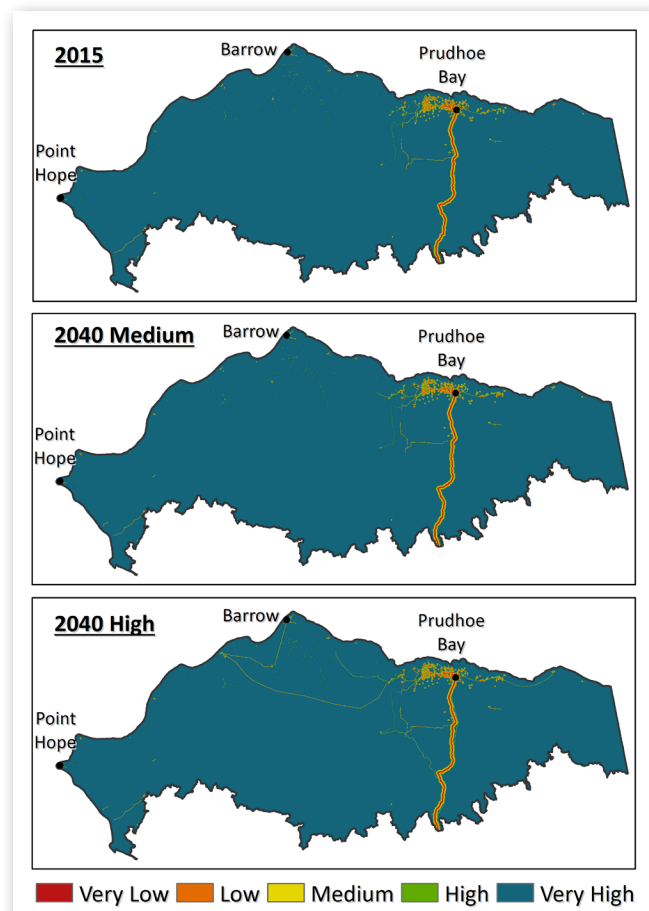 2015
Barrow
Prudhoe
Bay
Point
Hope
2040 Medium
Barrow
Prudhoe
Bay
Point
Hope
2040 High
Barrow
Prudhoe
Bay
Point
Hope
Very Low Low Medium High Very High